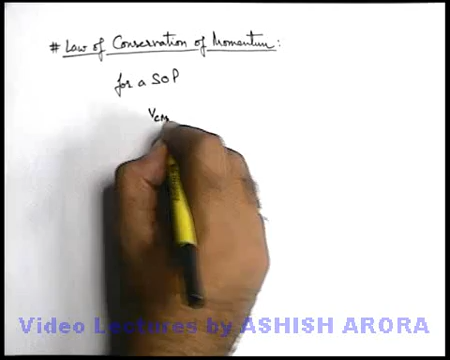 # Law of Conservation of Momentum :
for a SOP
Vcm
Video Lectures by ASHISH ARORA